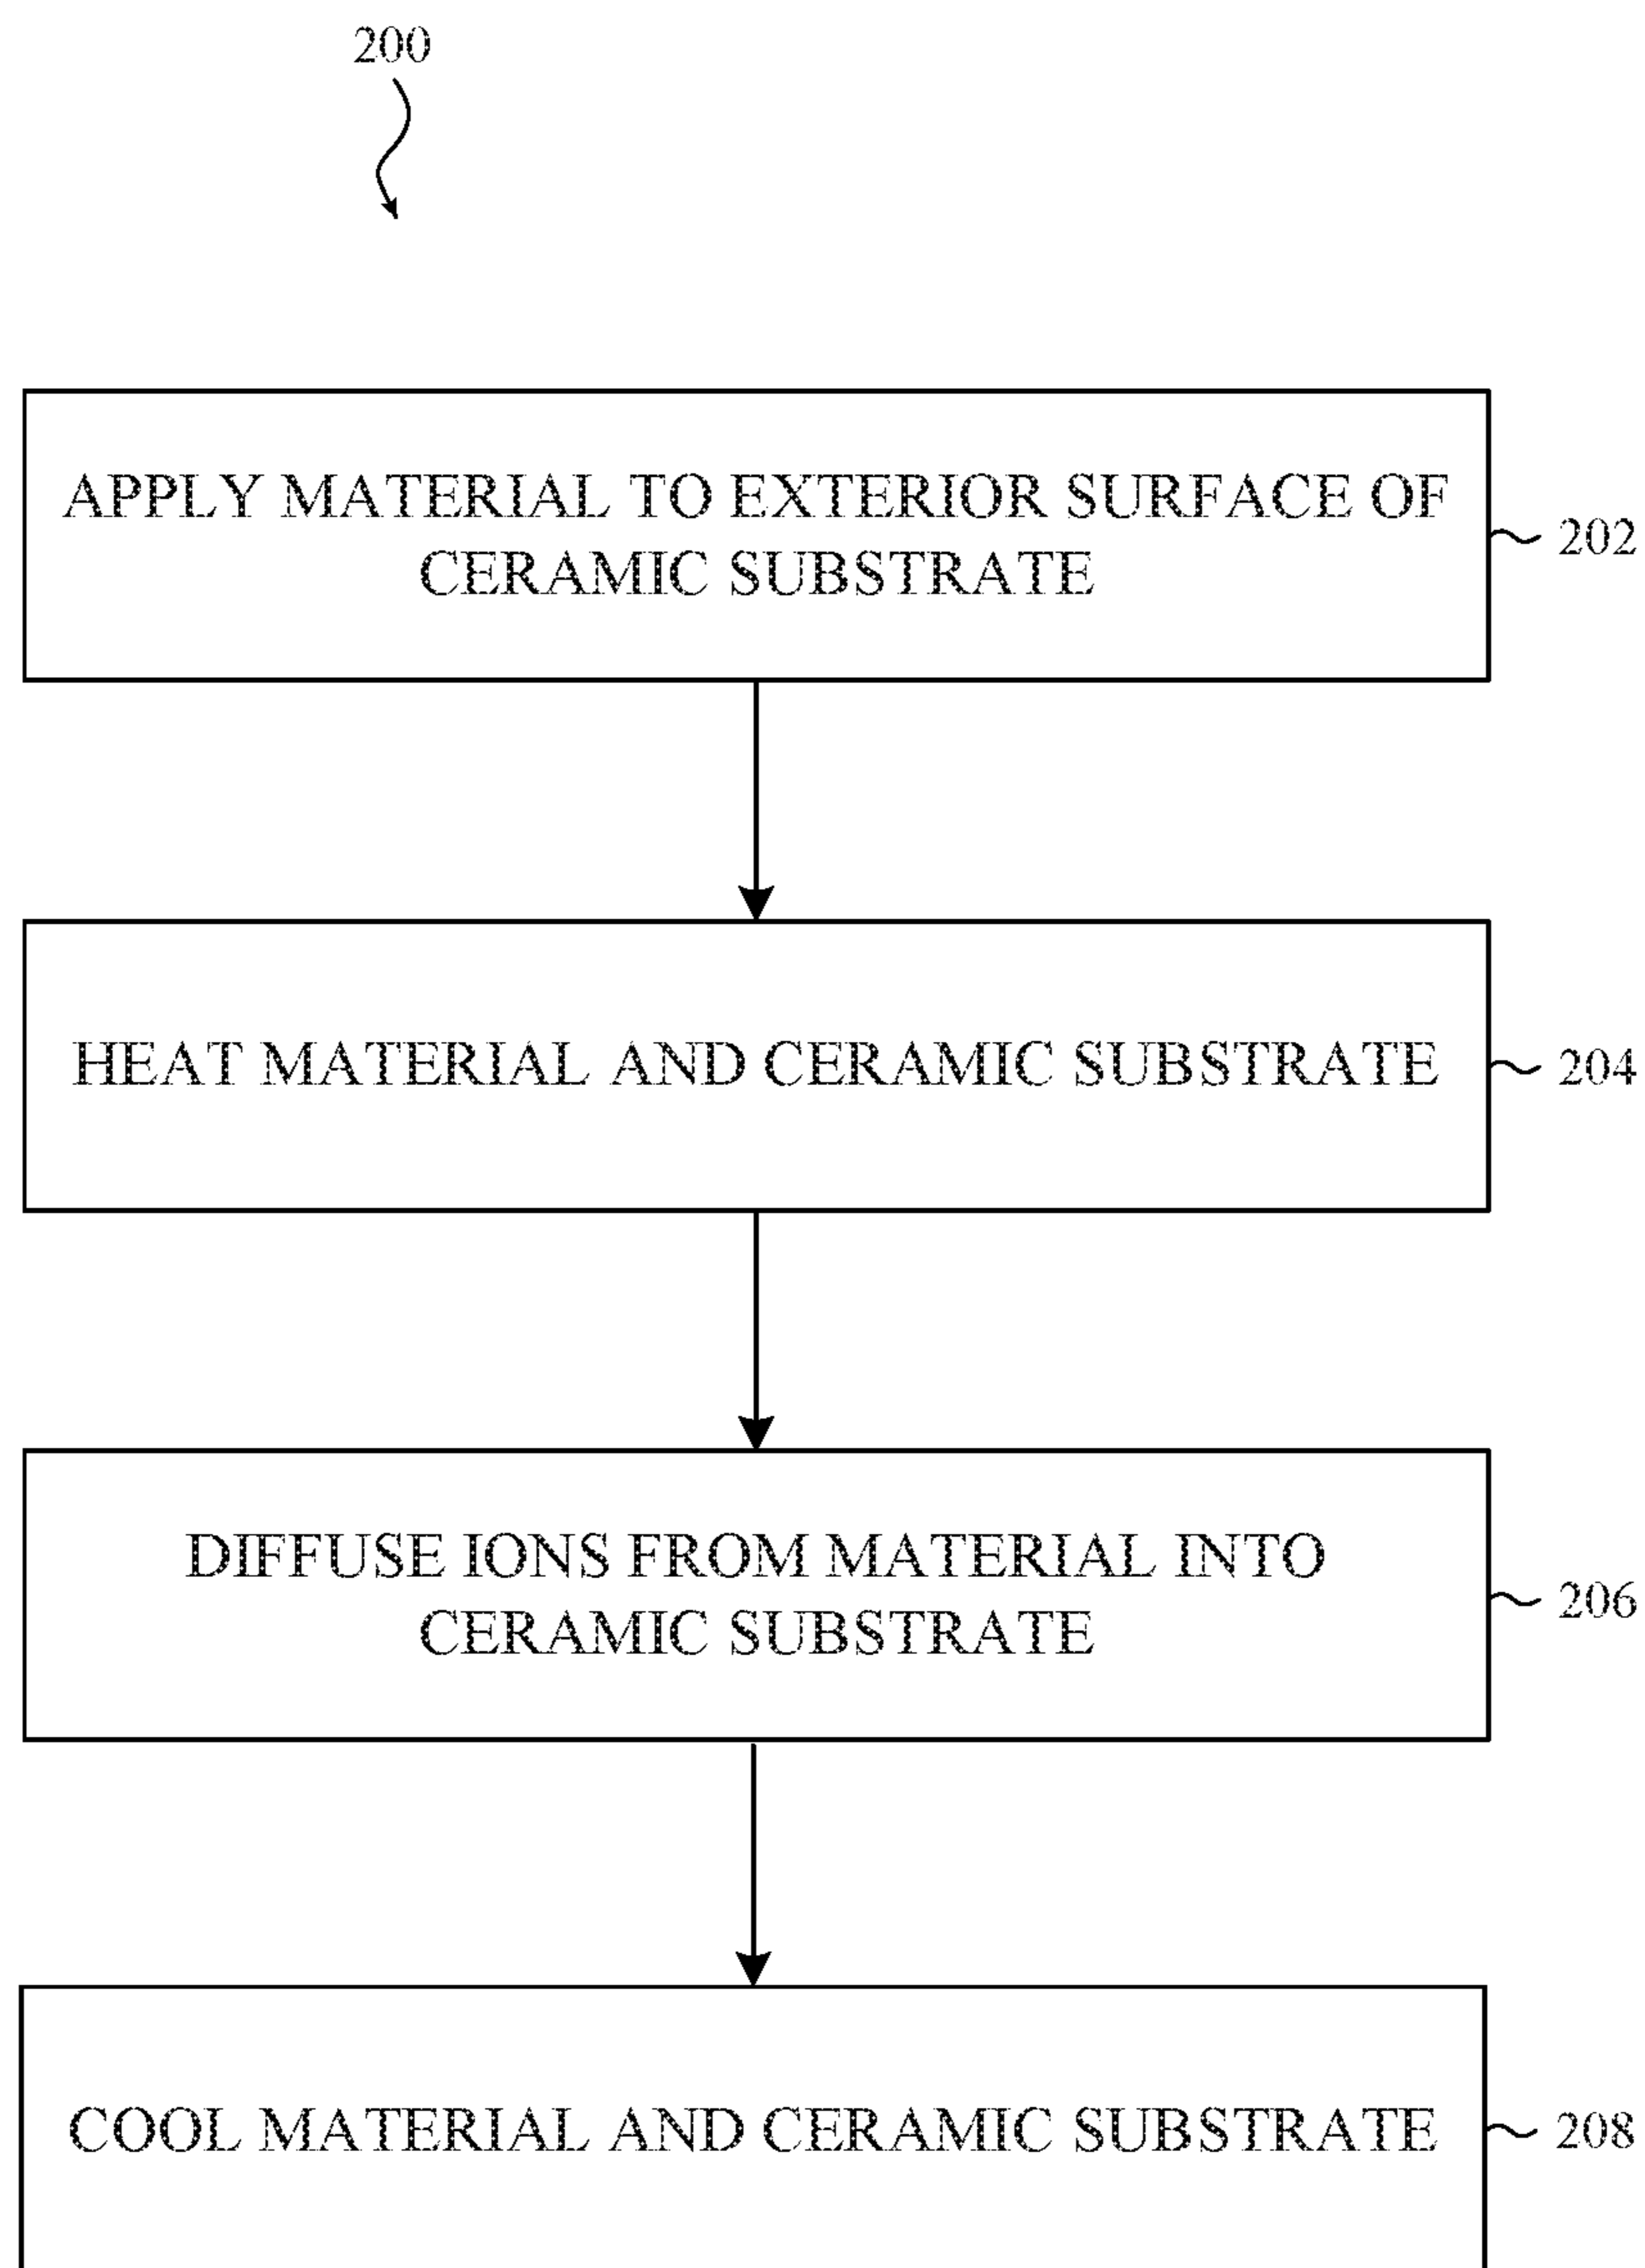 200
APPLY MATERIAL TO EXTERIOR SURFACE OF
CERAMIC SUBSTRATE
202
HEAT MATERIAL AND CERAMIC SUBSTRATE
204
DIFFUSE IONS FROM MATERIAL INTO
CERAMIC SUBSTRATE
206
COOL MATERIAL AND CERAMIC SUBSTRATE
208